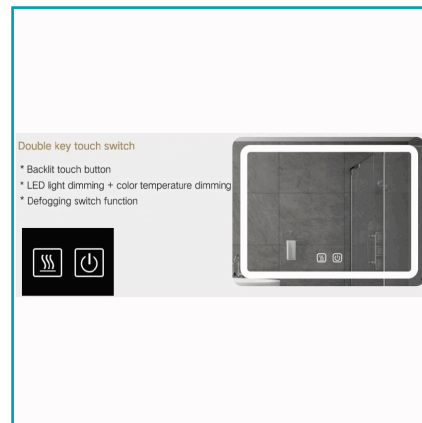 Double key touch switch
* Backlit touch button
* LED light dimming + color temperature dimming
* Defogging switch function